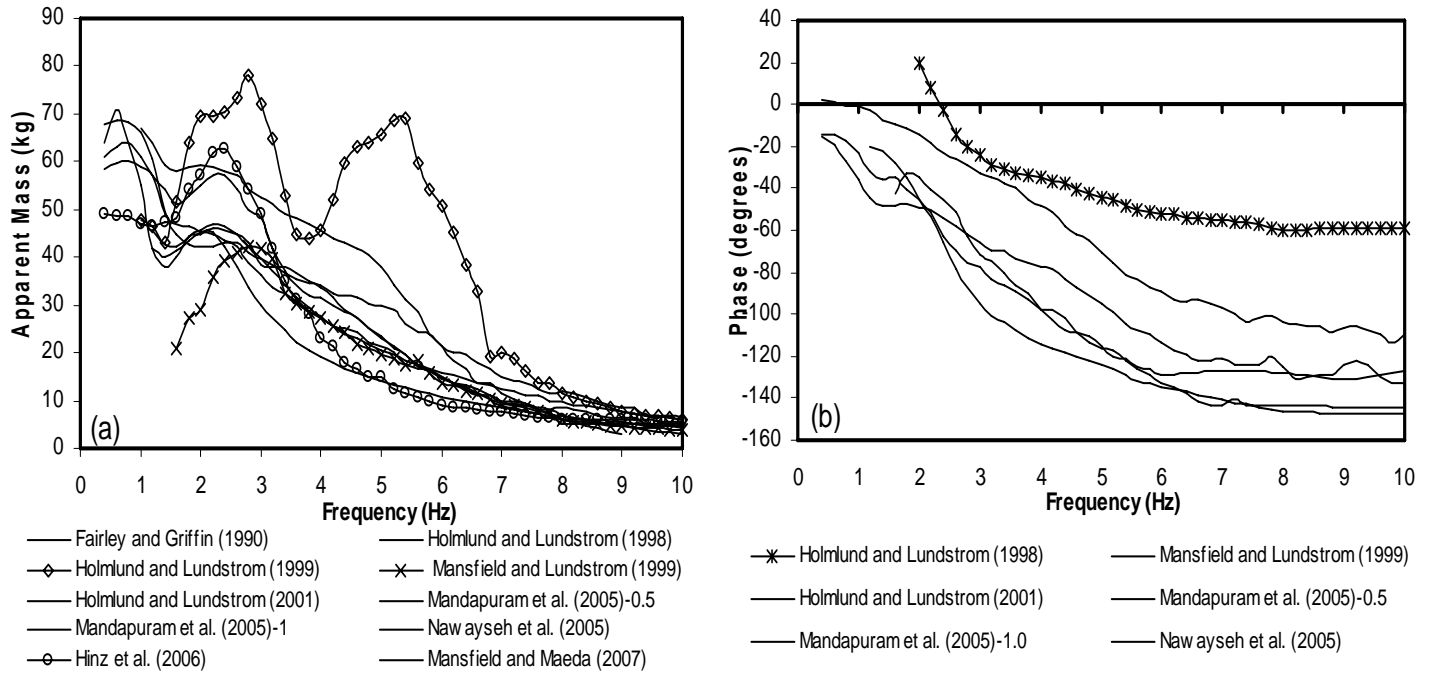 90
80
70
60
50
40
30
20
10
0
Apparent Mass (kg)
(a)
0 1 2 3 4 5 6 7 8 9 10
Frequency (Hz)
Fairley and Griffin (1990)
Holmlund and Lundstrom (1998)
Holmlund and Lundstrom (1999)
Mansfield and Lundstrom (1999)
Holmlund and Lundstrom (2001)
Mandapuram et al. (2005)-0.5
Mandapuram et al. (2005)-1
Nawayseh et al. (2005)
Hinz et al. (2006)
Mansfield and Maeda (2007)
40
20
0
-20
-40
-60
-80
-100
-120
-140
-160
Phase (degrees)
(b)
0 1 2 3 4 5 6 7 8 9 10
Frequency (Hz)
Holmlund and Lundstrom (1998)
Mansfield and Lundstrom (1999)
Holmlund and Lundstrom (2001)
Mandapuram et al. (2005)-0.5
Mandapuram et al. (2005)-1.0
Nawayseh et al. (2005)